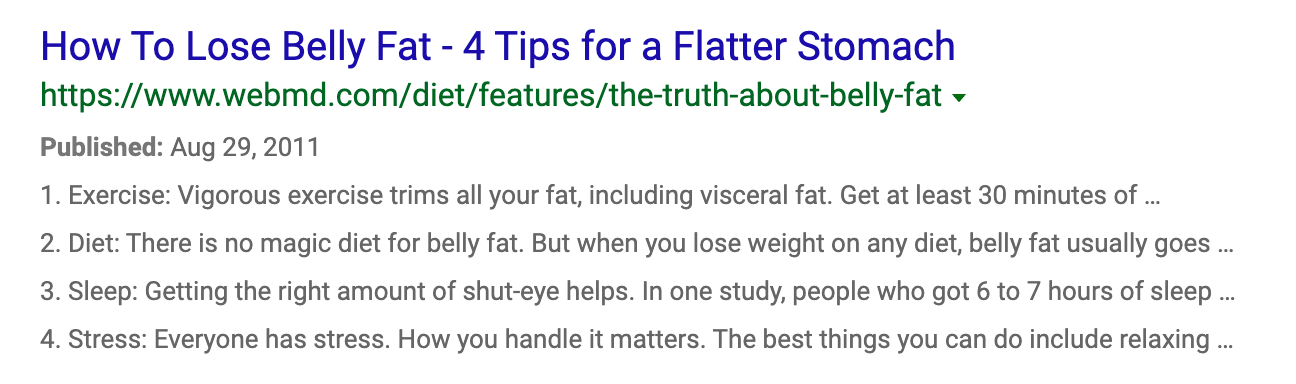 How To Lose Belly Fat - 4 Tips for a Flatter Stomach
https://www.webmd.com/diet/features/the-truth-about-belly-fat
Published: Aug 29, 2011
1. Exercise: Vigorous exercise trims all your fat, including visceral fat. Get at least 30 minutes of ...
2. Diet: There is no magic diet for belly fat. But when you lose weight on any diet, belly fat usually goes ...
3. Sleep: Getting the right amount of shut-eye helps. In one study, people who got 6 to 7 hours of sleep ...
4. Stress: Everyone has stress. How you handle it matters. The best things you can do include relaxing ...